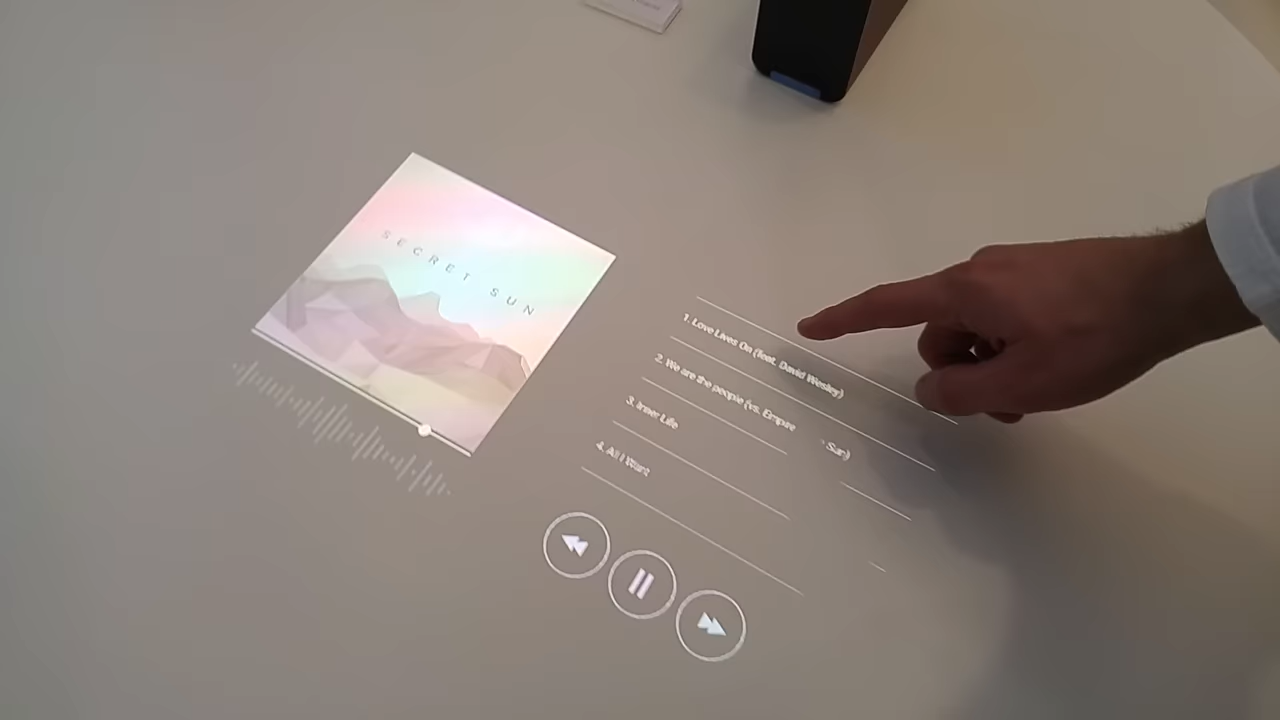 SECRET SUN
1. Love Lives On (feat. David Wesley)
2. We are the people (vs. Empire Sun)
3. Inner Life
4. All I Want